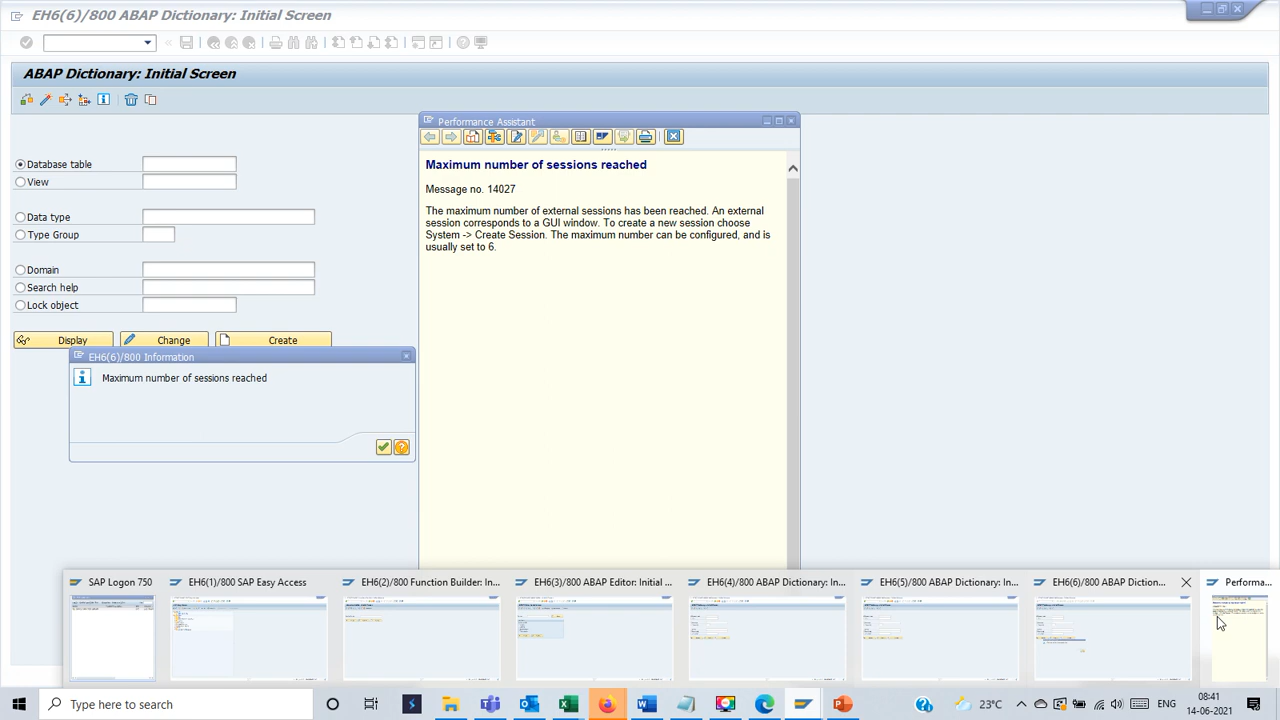 EH6(6)/800 ABAP Dictionary: Initial Screen
ABAP Dictionary: Initial Screen
Database table
View
Data type
Type Group
Domain
Search help
Lock object
Display
Change
Create
EH6(6)/800 Information
Maximum number of sessions reached
Performance Assistant
Maximum number of sessions reached
Message no. 14027
The maximum number of external sessions has been reached. An external
session corresponds to a GUI window. To create a new session choose
System -> Create Session. The maximum number can be configured, and is
usually set to 6.
SAP Logon 750
EH6(1)/800 SAP Easy Access
EH6(2)/800 Function Builder: In...
EH6(3)/800 ABAP Editor: Initial ...
EH6(4)/800 ABAP Dictionary: In...
EH6(5)/800 ABAP Dictionary: In...
EH6(6)/800 ABAP Diction...
Performa...
Type here to search
23°C
ENG
08:41
14-06-2021